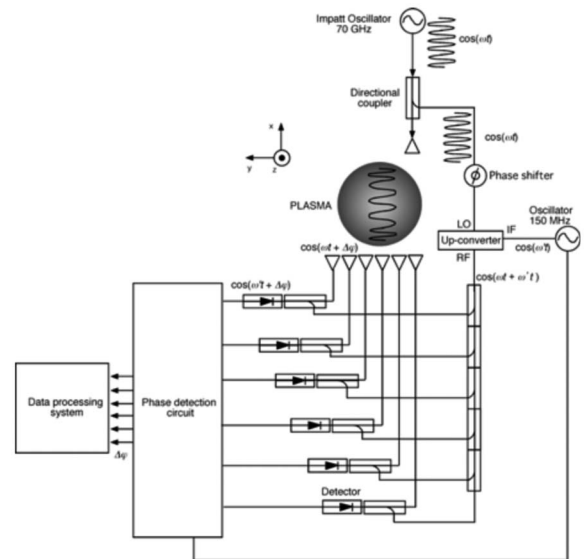 Impatt Oscillator
70 GHz
cos(ωt)
Directional
coupler
cos(ωt)
x
y
z
Phase shifter
PLASMA
Oscillator
150 MHz
LO
IF
Up-converter
cos(ω't)
RF
cos(ωt + Δφ)
cos(ωt + ω't)
cos(ω't + Δφ)
Data processing
system
Phase detection
circuit
Δφ
Detector